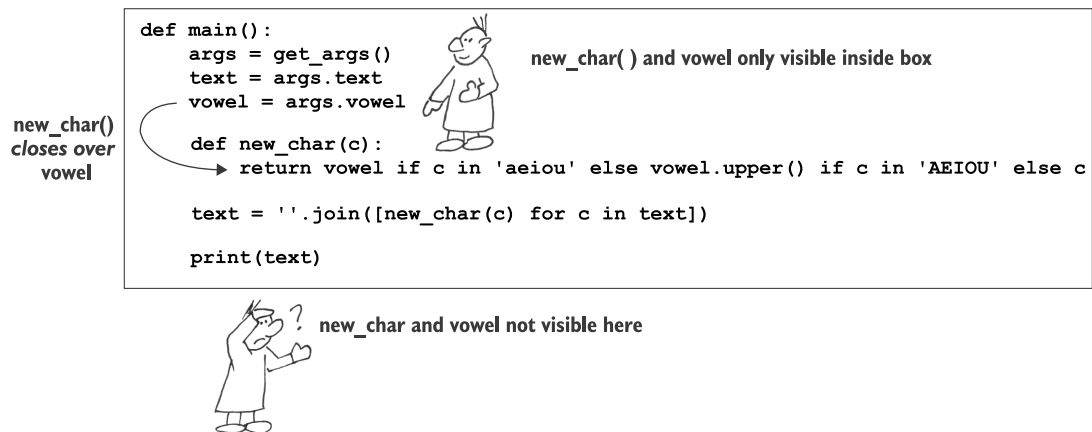 def main():
args = get_args()
text = args.text
vowel = args.vowel
new_char( ) and vowel only visible inside box
new_char()
closes over
vowel
def new_char(c):
return vowel if c in 'aeiou' else vowel.upper() if c in 'AEIOU' else c
text = ''.join([new_char(c) for c in text])
print(text)
?
new_char and vowel not visible here